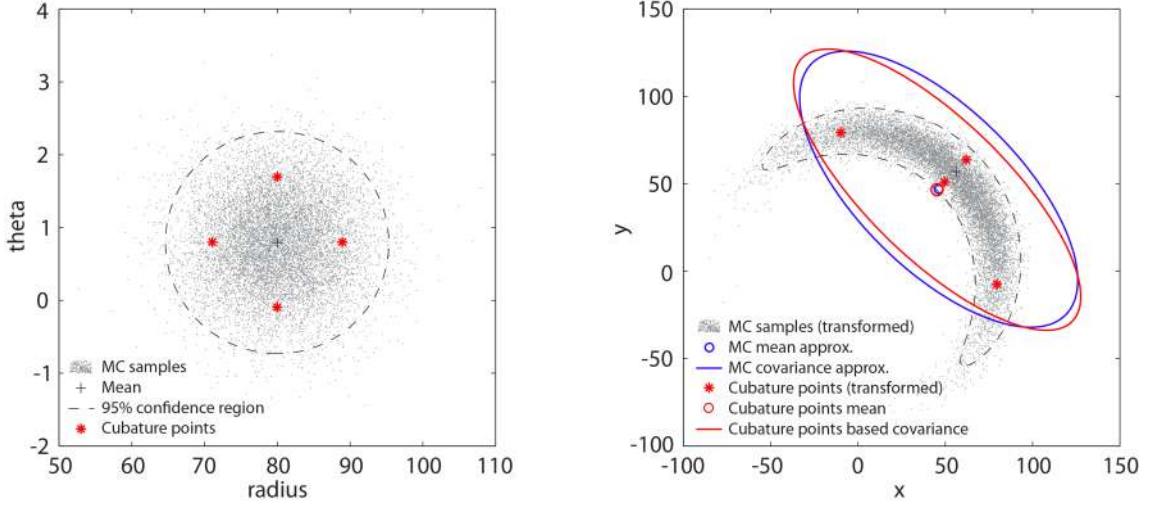 4
3
2
1
0
-1
-2
theta
MC samples
Mean
95% confidence region
Cubature points
50
60
70
80
90
100
110
radius
150
100
50
0
-50
-100
y
MC samples (transformed)
MC mean approx.
MC covariance approx.
Cubature points (transformed)
Cubature points mean
Cubature points based covariance
-100
-50
0
50
100
150
x